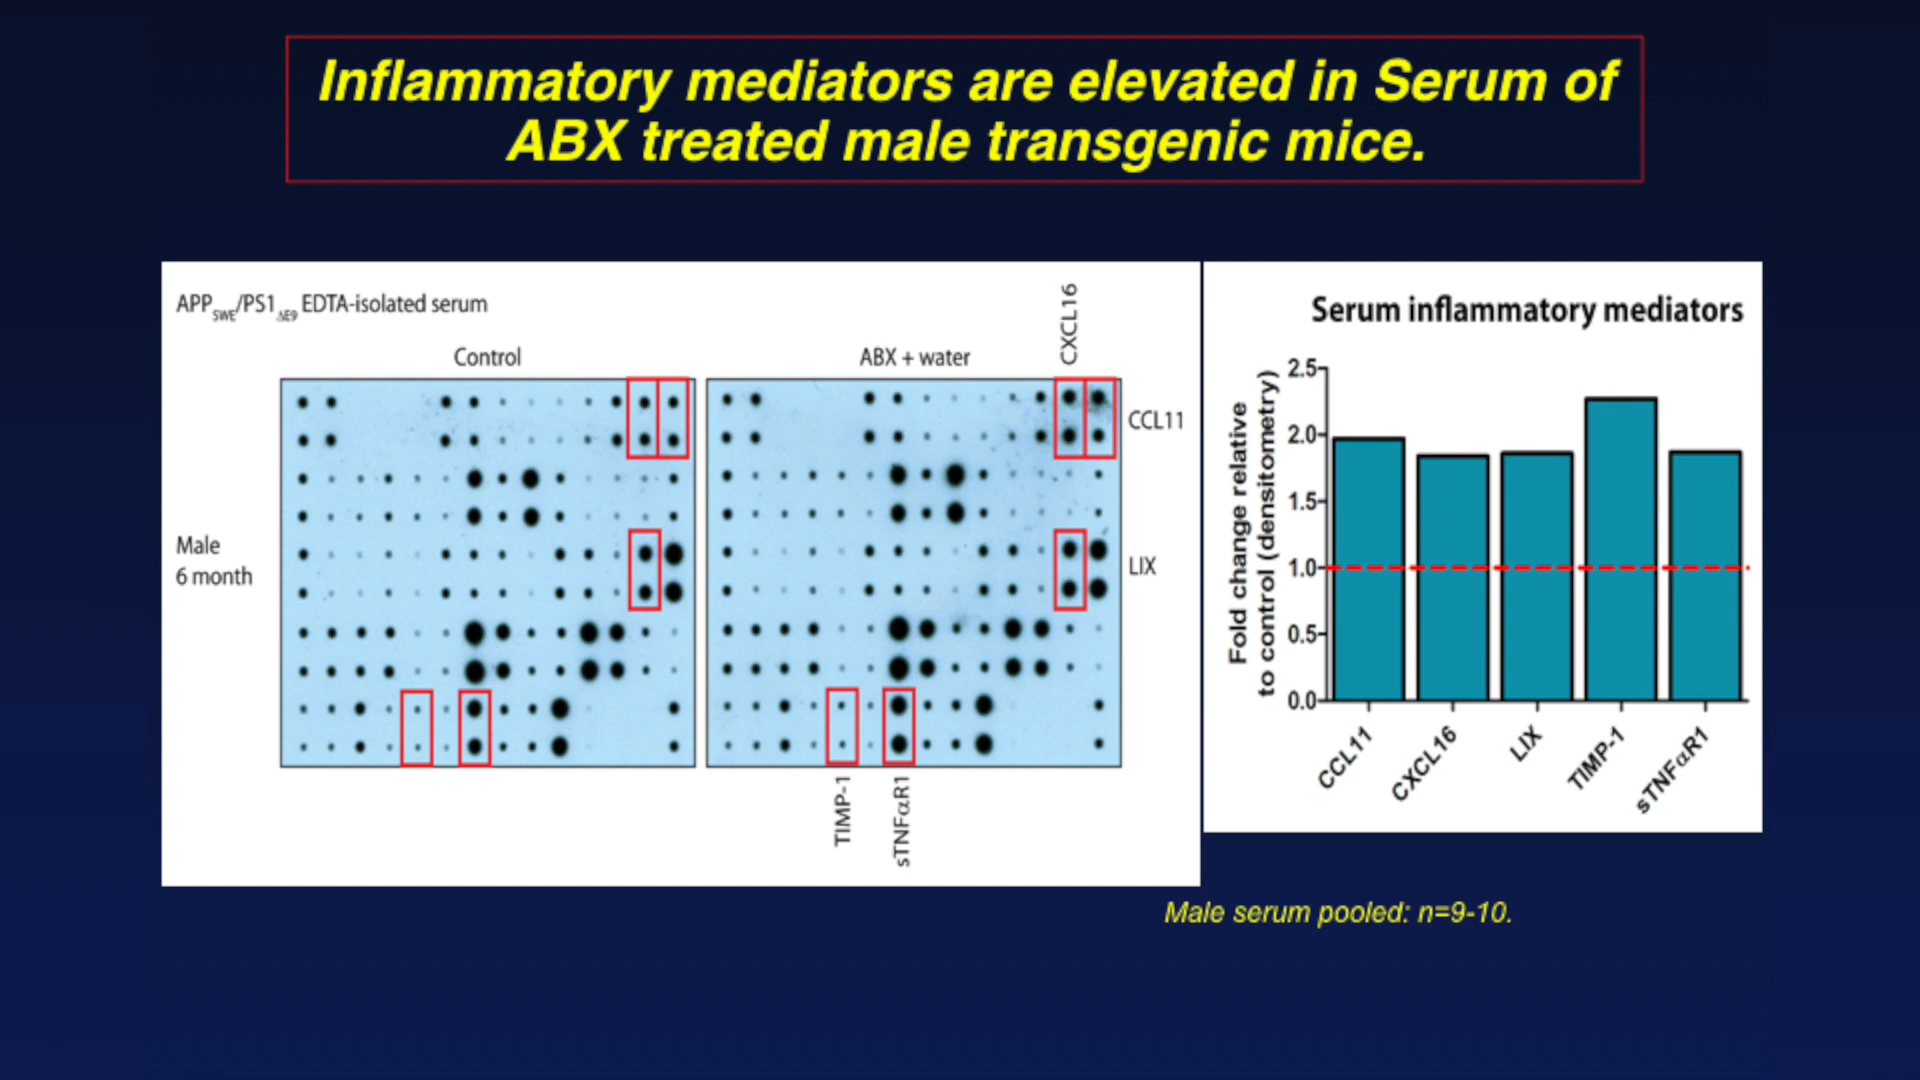 Inflammatory mediators are elevated in Serum of
ABX treated male transgenic mice.
APPSWE/PS1ΔE9 EDTA-isolated serum
Control
ABX + water
CXCL16
CCL11
Male
6 month
LIX
TIMP-1
sTNFαR1
Serum inflammatory mediators
Fold change relative
to control (densitometry)
2.5
2.0
1.5
1.0
0.5
0.0
CCL11
CXCL16
LIX
TIMP-1
sTNFαR1
Male serum pooled: n=9-10.